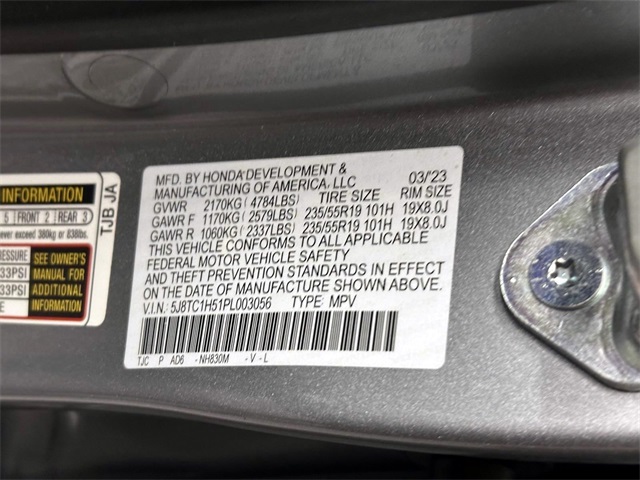 INFORMATION
5 FRONT 2 REAR 3
ever exceed 380kg or 838lbs.
PRESSURE
33PSI
33PSI
SEE OWNER'S
MANUAL FOR
ADDITIONAL
INFORMATION
TJB JA
MFD. BY HONDA DEVELOPMENT & 03/'23
MANUFACTURING OF AMERICA, LLC
GVWR 2170KG( 4784LBS) TIRE SIZE RIM SIZE
GAWR F 1170KG( 2579LBS) 235/55R19 101H 19X8.0J
GAWR R 1060KG( 2337LBS) 235/55R19 101H 19X8.0J
THIS VEHICLE CONFORMS TO ALL APPLICABLE
FEDERAL MOTOR VEHICLE SAFETY
AND THEFT PREVENTION STANDARDS IN EFFECT
ON THE DATE OF MANUFACTURE SHOWN ABOVE.
V.I.N.: 5J8TC1H51PL003056 TYPE: MPV
TJC P AD6 - NH830M - V - L